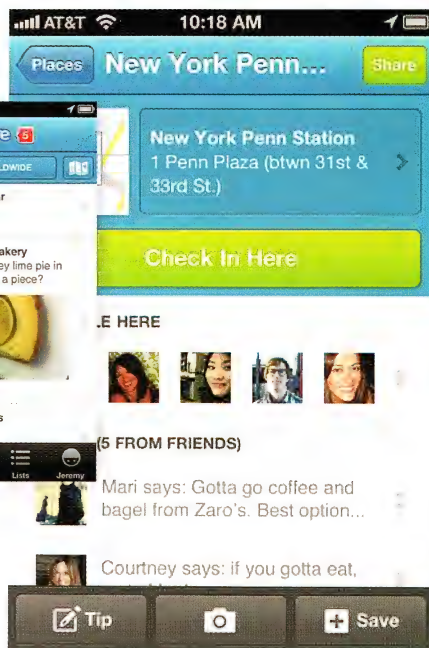 AT&T 10:18 AM
Places New York Penn... Share
New York Penn Station
1 Penn Plaza (btwn 31st &
33rd St.)
Check In Here
E HERE
(5 FROM FRIENDS)
Mari says: Gotta go coffee and
bagel from Zaro's. Best option...
Courtney says: if you gotta eat,
Tip
Save
e 5
LDWIDE
r
akery
ey lime pie in
a piece?
s
Lists Jeremy